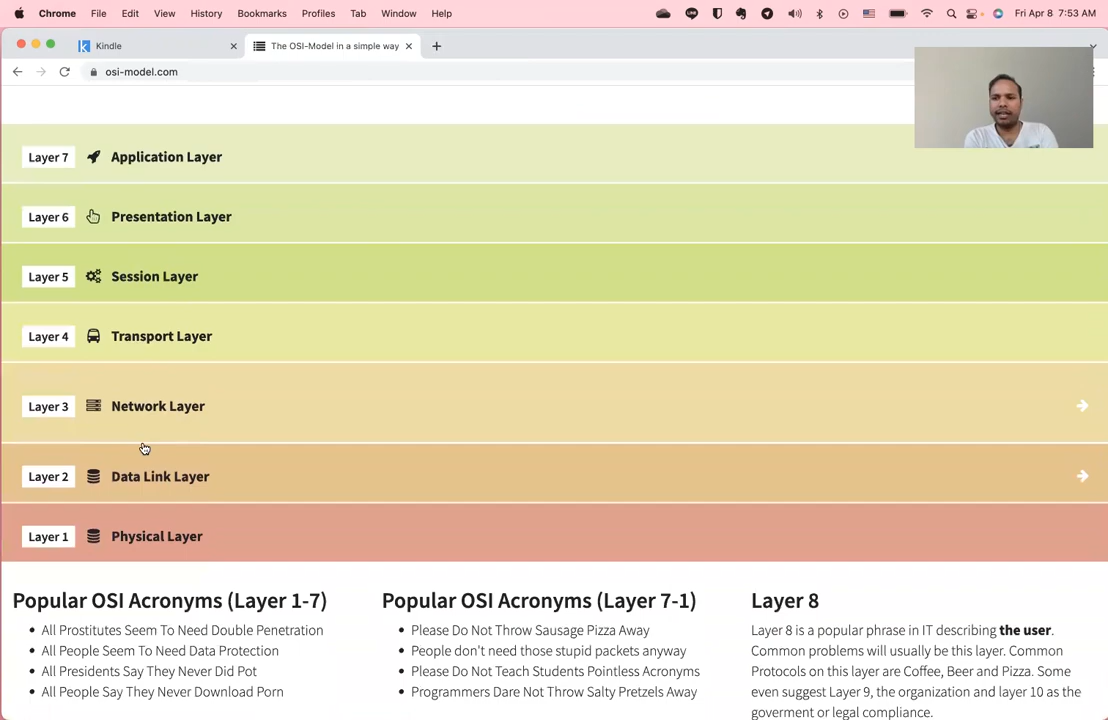 Chrome File Edit View History Bookmarks Profiles Tab Window Help Fri Apr 8 7:53 AM
Kindle The OSI-Model in a simple way
osi-model.com
Layer 7 Application Layer
Layer 6 Presentation Layer
Layer 5 Session Layer
Layer 4 Transport Layer
Layer 3 Network Layer
Layer 2 Data Link Layer
Layer 1 Physical Layer
Popular OSI Acronyms (Layer 1-7)
All Prostitutes Seem To Need Double Penetration
All People Seem To Need Data Protection
All Presidents Say They Never Did Pot
All People Say They Never Download Porn
Popular OSI Acronyms (Layer 7-1)
Please Do Not Throw Sausage Pizza Away
People don't need those stupid packets anyway
Please Do Not Teach Students Pointless Acronyms
Programmers Dare Not Throw Salty Pretzels Away
Layer 8
Layer 8 is a popular phrase in IT describing the user.
Common problems will usually be this layer. Common
Protocols on this layer are Coffee, Beer and Pizza. Some
even suggest Layer 9, the organization and layer 10 as the
goverment or legal compliance.